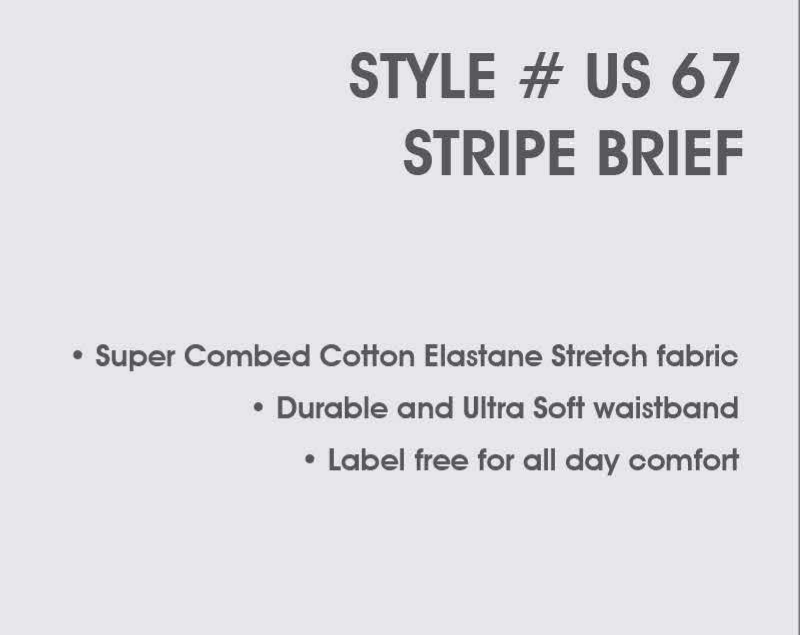 STYLE # US 67
STRIPE BRIEF
• Super Combed Cotton Elastane Stretch fabric
• Durable and Ultra Soft waistband
• Label free for all day comfort